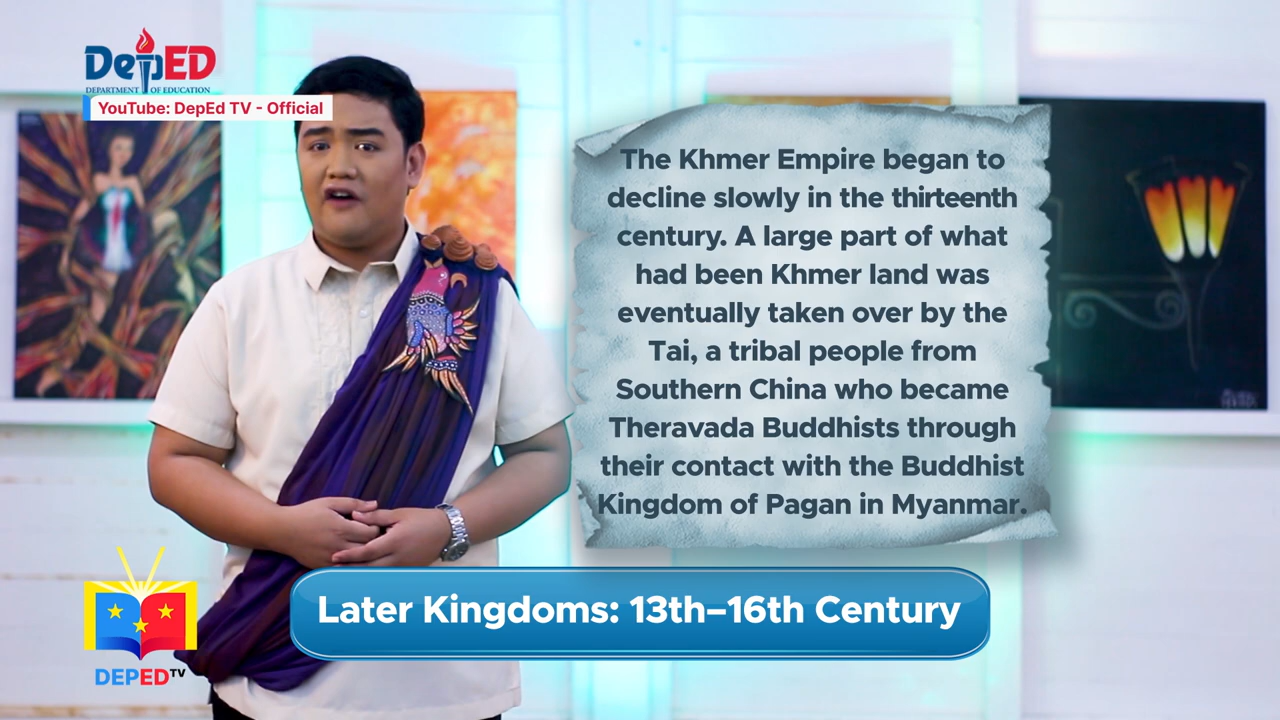 DepED
DEPARTMENT OF EDUCATION
YouTube: DepEd TV - Official
The Khmer Empire began to
decline slowly in the thirteenth
century. A large part of what
had been Khmer land was
eventually taken over by the
Tai, a tribal people from
Southern China who became
Theravada Buddhists through
their contact with the Buddhist
Kingdom of Pagan in Myanmar.
Later Kingdoms: 13th–16th Century
DEPED TV